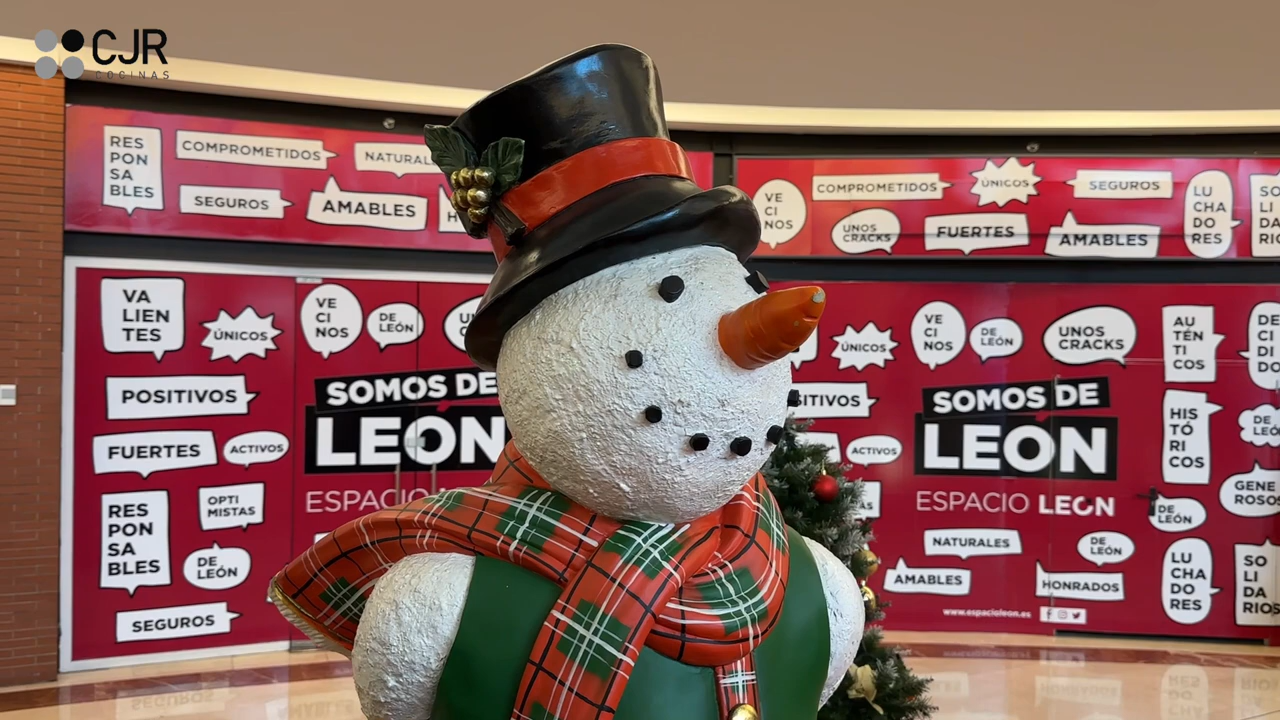 CJR
COCINAS
RES
PON
SA
BLES
COMPROMETIDOS
SEGUROS
AMABLES
VE
CI
NOS
COMPROMETIDOS
UNOS
CRACKS
ÚNICOS
FUERTES
SEGUROS
AMABLES
LU
CHA
DO
RES
SO
LI
DA
VA
LIEN
TES
ÚNICOS
VE
CI
NOS
DE
LEÓN
POSITIVOS
FUERTES
ACTIVOS
RES
PON
SA
BLES
OPTI
MISTAS
DE
LEÓN
SEGUROS
SOMOS DE
LEON
ESPACIO
ÚNICOS
VE
CI
NOS
DE
LEÓN
UNOS
CRACKS
AU
TÉN
TI
COS
ACTIVOS
SOMOS DE
LEON
ESPACIO LEON
HIS
TÓ
RI
COS
DE
LEÓN
NATURALES
DE
LEÓN
AMABLES
HONRADOS
www.espacioleon.es
LU
CHA
DO
RES
GENE
ROSO
SO
LI
DA
RIOS